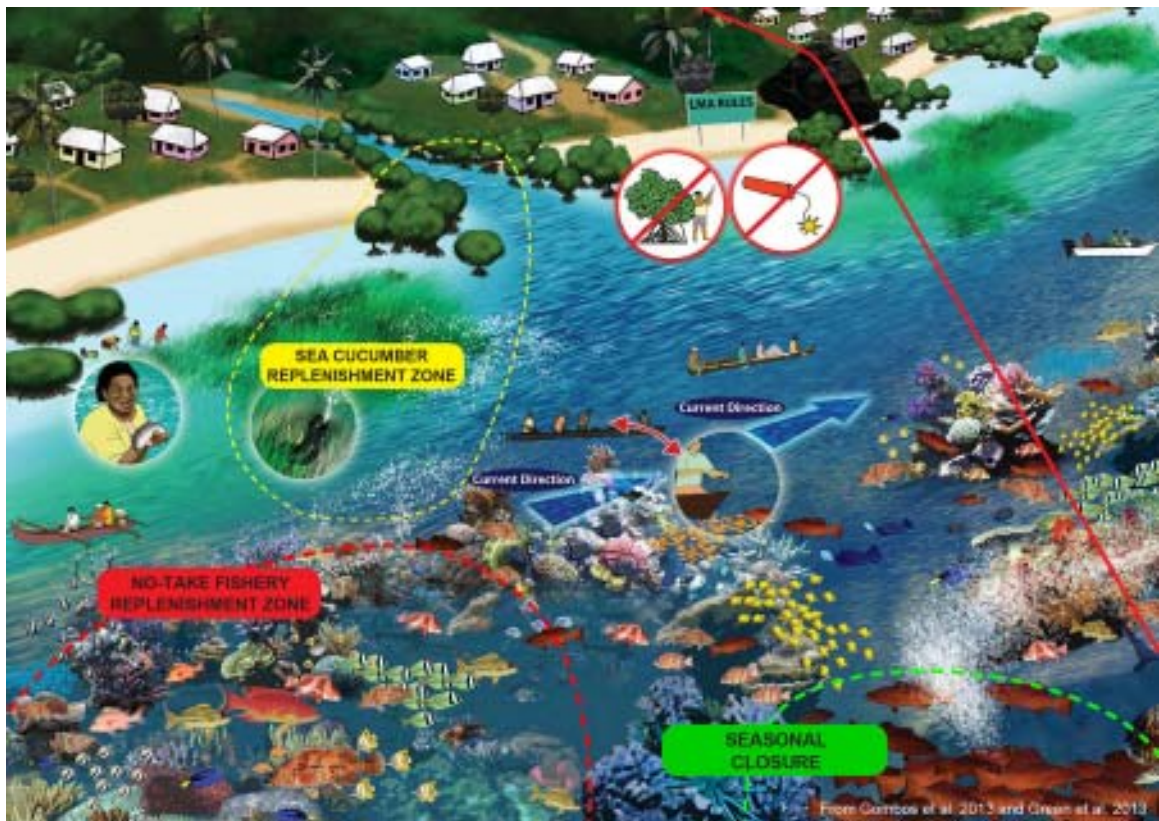 LMA RULES
SEA CUCUMBER
REPLENISHMENT ZONE
Current Direction
Current Direction
NO-TAKE FISHERY
REPLENISHMENT ZONE
SEASONAL
CLOSURE
From Gombos et al. 2013 and Green et al. 2013